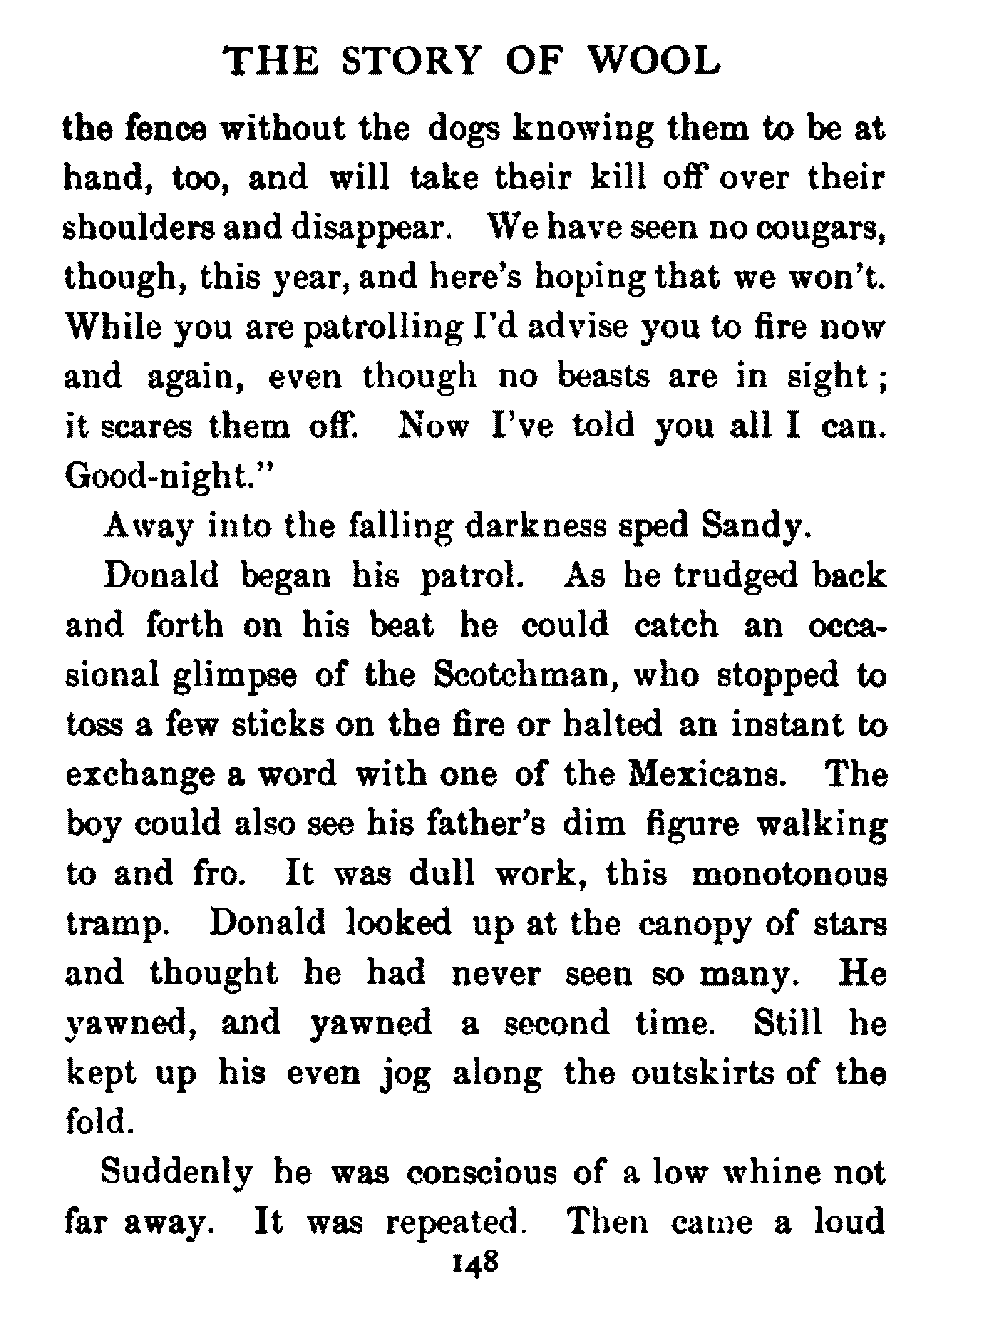 THE STORY OF WOOL
the fence without the dogs knowing them to be at
hand, too, and will take their kill off over their
shoulders and disappear. We have seen no cougars,
though, this year, and here's hoping that we won't.
While you are patrolling I'd advise you to fire now
and again, even though no beasts are in sight;
it scares them off. Now I've told you all I can.
Good-night."
Away into the falling darkness sped Sandy.
Donald began his patrol. As he trudged back
and forth on his beat he could catch an occa-
sional glimpse of the Scotchman, who stopped to
toss a few sticks on the fire or halted an instant to
exchange a word with one of the Mexicans. The
boy could also see his father's dim figure walking
to and fro. It was dull work, this monotonous
tramp. Donald looked up at the canopy of stars
and thought he had never seen so many. He
yawned, and yawned a second time. Still he
kept up his even jog along the outskirts of the
fold.
Suddenly he was conscious of a low whine not
far away. It was repeated. Then came a loud
148